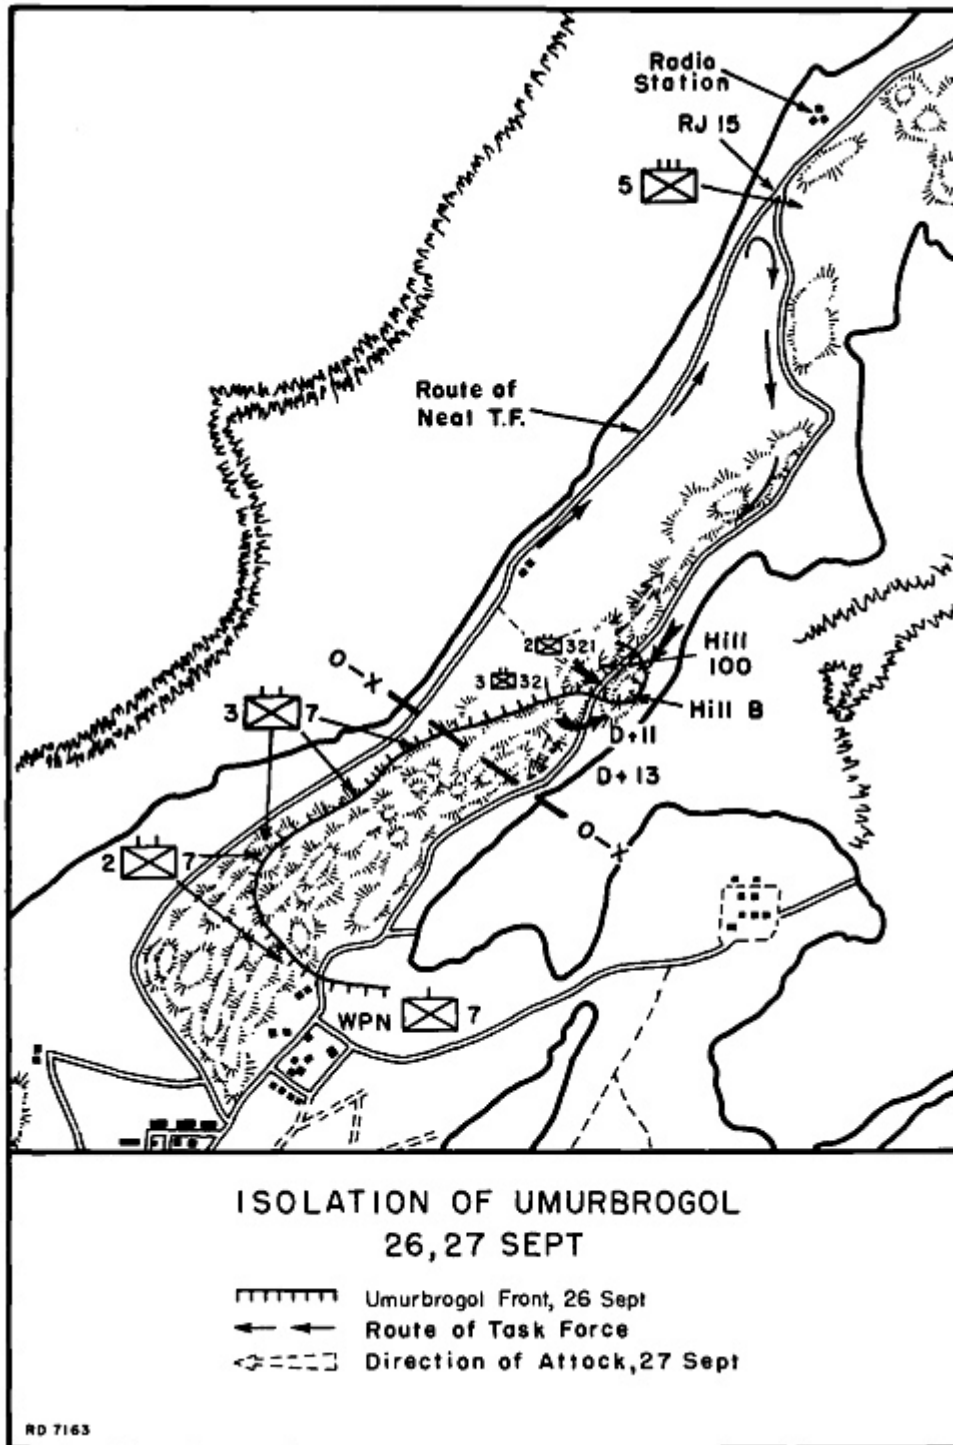 Radio
Station
RJ 15
5
Route of
Neal T.F.
2 321
Hill
100
O-X
3 321
3 7
Hill B
D+11
D+13
2 7
O-X
WPN 7
ISOLATION OF UMURBROGOL
26, 27 SEPT
Umurbrogol Front, 26 Sept
Route of Task Force
Direction of Attack, 27 Sept
RD 7163